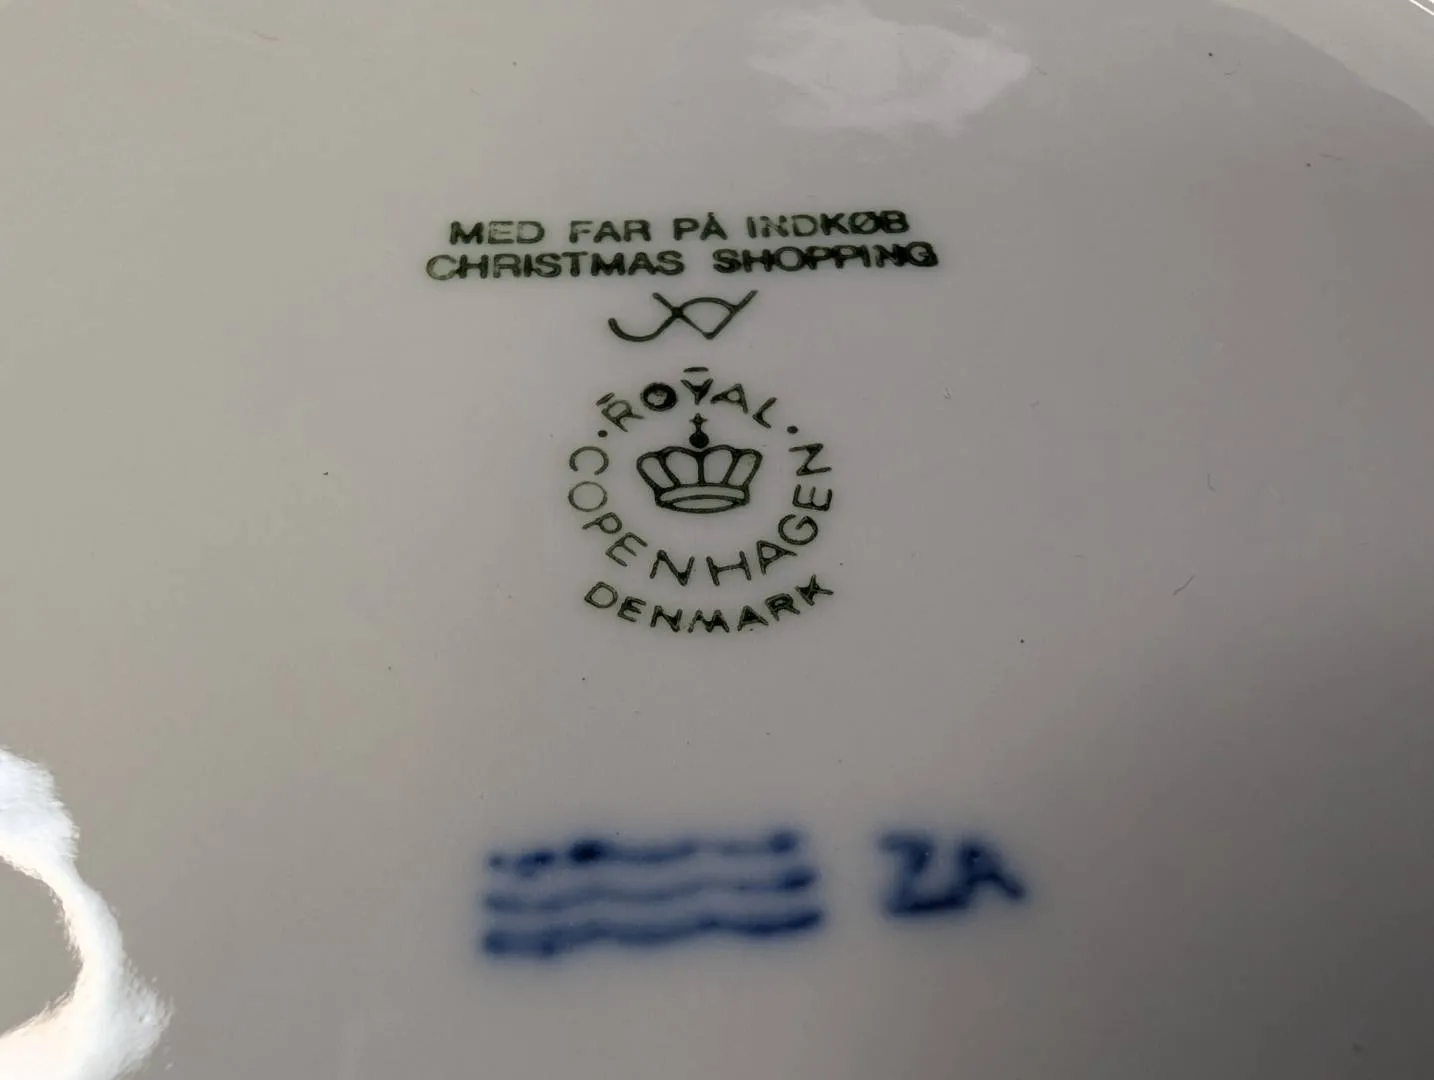 MED FAR PÅ INDKØB
CHRISTMAS SHOPPING
ROYAL · COPENHAGEN ·
DENMARK
ZA